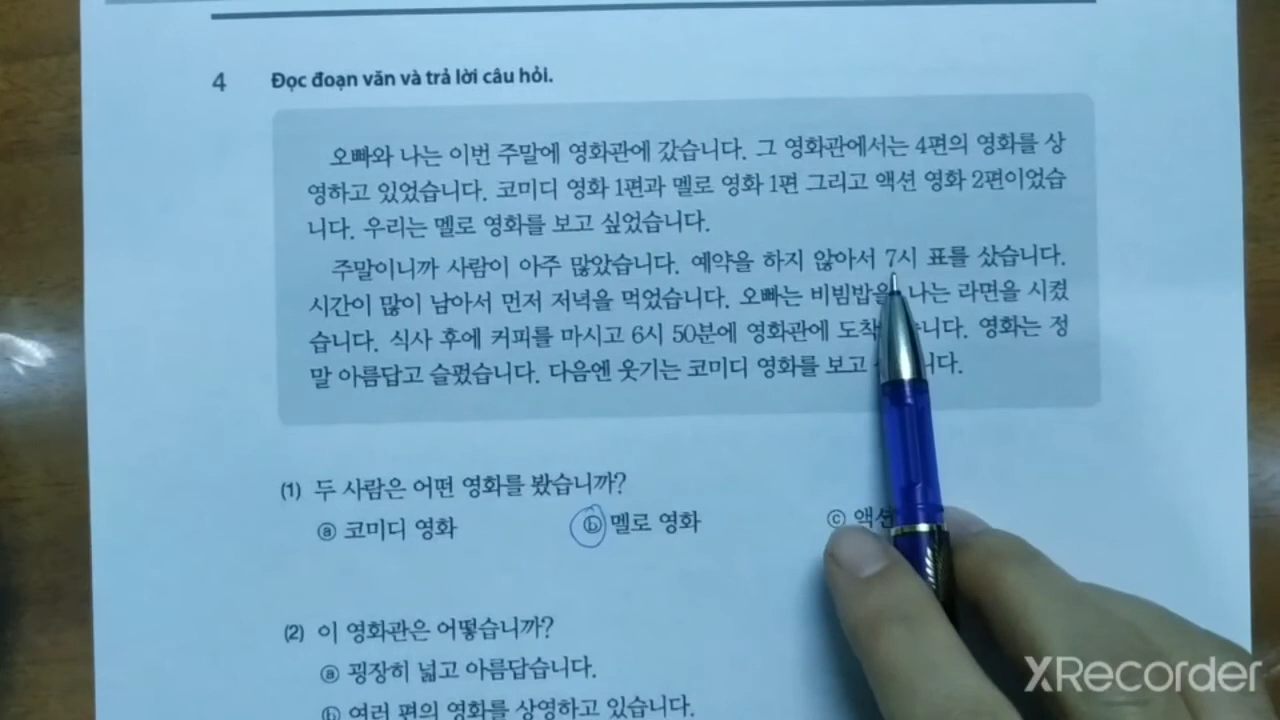 4 Đọc đoạn văn và trả lời câu hỏi.
오빠와 나는 이번 주말에 영화관에 갔습니다. 그 영화관에서는 4편의 영화를 상
영하고 있었습니다. 코미디 영화 1편과 멜로 영화 1편 그리고 액션 영화 2편이었습
니다. 우리는 멜로 영화를 보고 싶었습니다.
주말이니까 사람이 아주 많았습니다. 예약을 하지 않아서 7시 표를 샀습니다.
시간이 많이 남아서 먼저 저녁을 먹었습니다. 오빠는 비빔밥을, 나는 라면을 시켰
습니다. 식사 후에 커피를 마시고 6시 50분에 영화관에 도착 습니다. 영화는 정
말 아름답고 슬펐습니다. 다음엔 웃기는 코미디 영화를 보고 니다.
(1) 두 사람은 어떤 영화를 봤습니까?
ⓐ 코미디 영화 ⓑ 멜로 영화 ⓒ 액션
(2) 이 영화관은 어떻습니까?
ⓐ 굉장히 넓고 아름답습니다.
ⓑ 여러 편의 영화를 상영하고 있습니다.
XRecorder